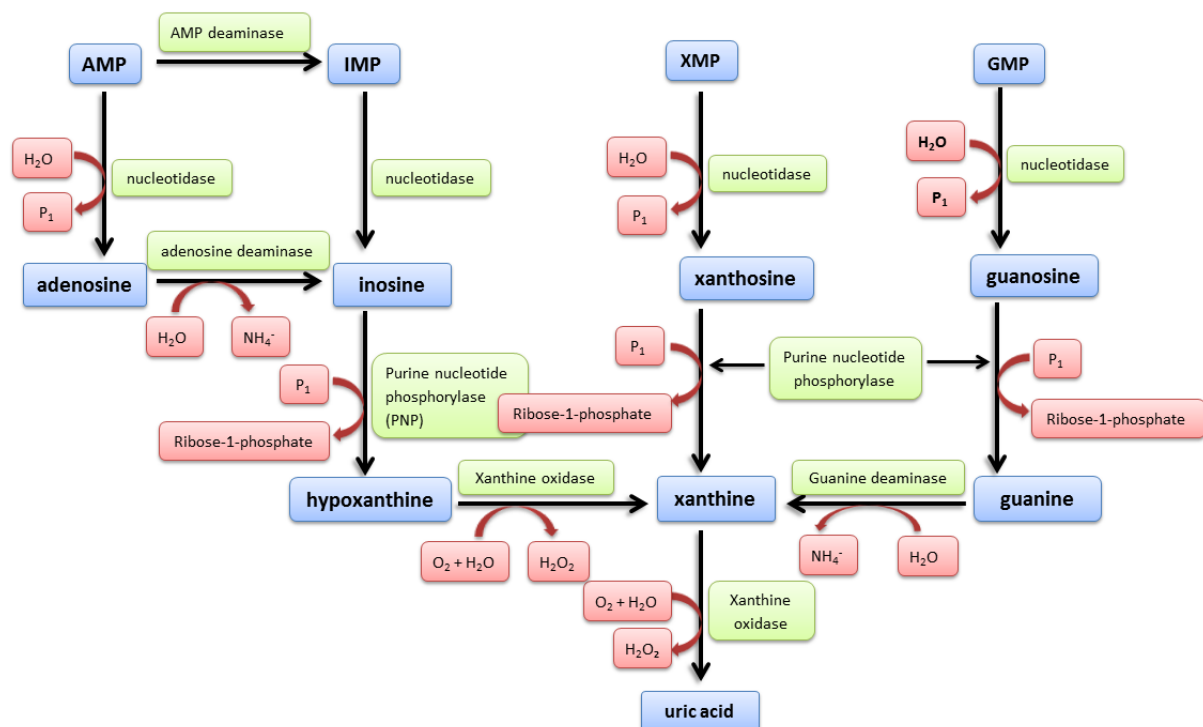 AMP deaminase
AMP
IMP
XMP
GMP
H₂O
nucleotidase
P₁
nucleotidase
H₂O
nucleotidase
P₁
H₂O
nucleotidase
P₁
adenosine deaminase
adenosine
inosine
xanthosine
guanosine
H₂O
NH₄⁻
P₁
Purine nucleotide
phosphorylase
(PNP)
Ribose-1-phosphate
P₁
Ribose-1-phosphate
Purine nucleotide
phosphorylase
P₁
Ribose-1-phosphate
Xanthine oxidase
Guanine deaminase
hypoxanthine
xanthine
guanine
O₂ + H₂O
H₂O₂
NH₄⁻
H₂O
O₂ + H₂O
H₂O₂
Xanthine
oxidase
uric acid